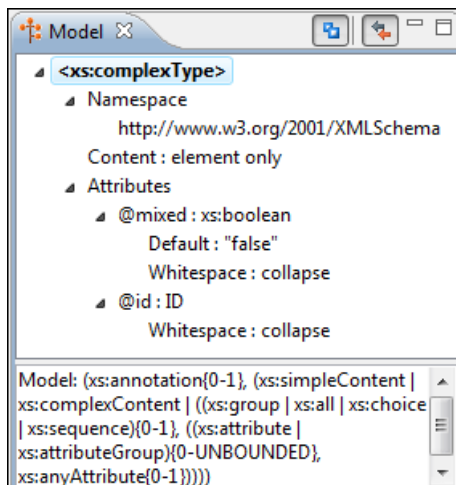 Model
<xs:complexType>
Namespace
http://www.w3.org/2001/XMLSchema
Content : element only
Attributes
@mixed : xs:boolean
Default : "false"
Whitespace : collapse
@id : ID
Whitespace : collapse
Model: (xs:annotation{0-1}, (xs:simpleContent |
xs:complexContent | ((xs:group | xs:all | xs:choice
| xs:sequence){0-1}, ((xs:attribute |
xs:attributeGroup){0-UNBOUNDED},
xs:anyAttribute{0-1}))))